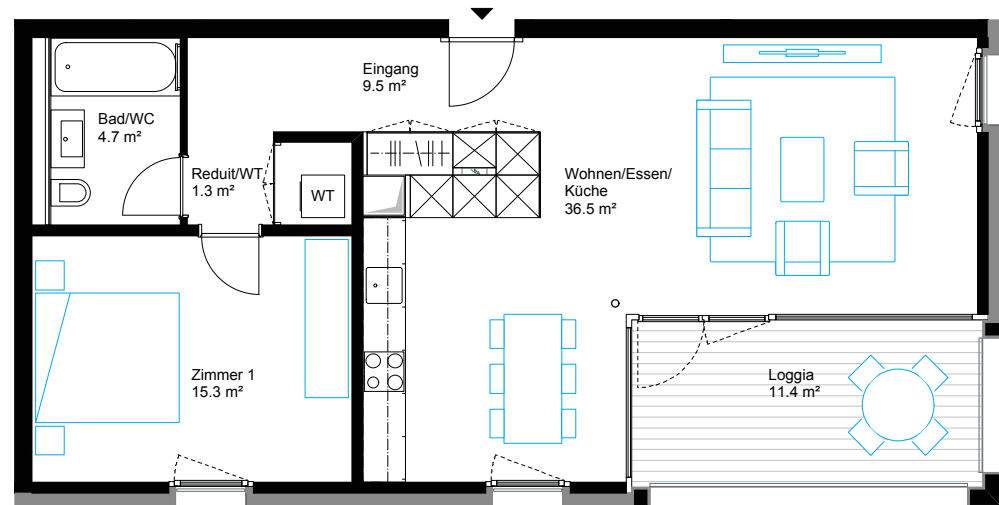 Eingang
9.5 m²
Bad/WC
4.7 m²
Reduit/WT
1.3 m²
WT
Wohnen/Essen/
Küche
36.5 m²
Zimmer 1
15.3 m²
Loggia
11.4 m²